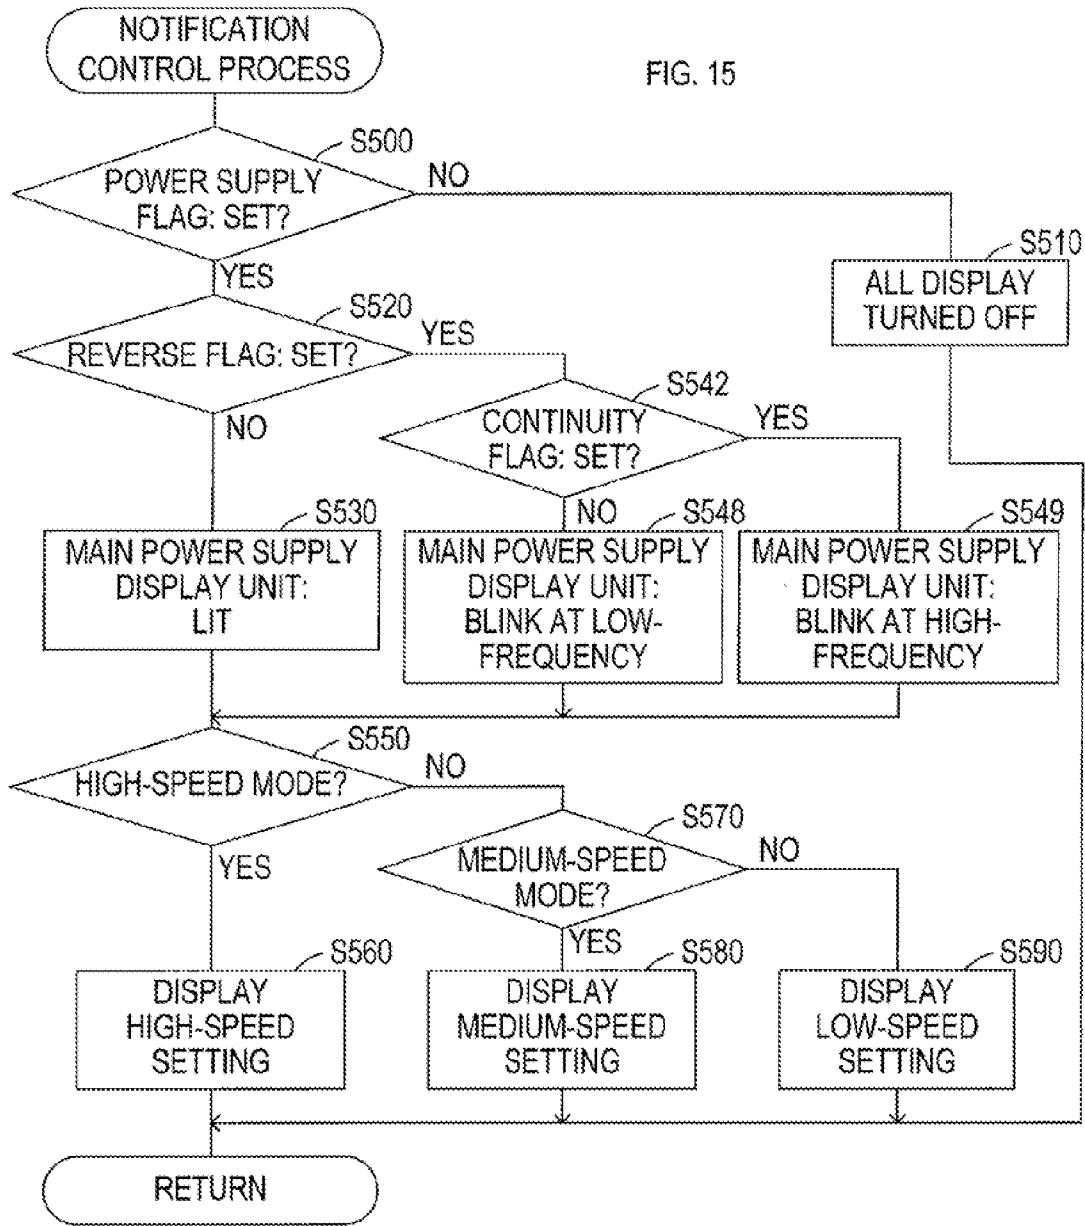 NOTIFICATION
CONTROL PROCESS
FIG. 15
S500
POWER SUPPLY
FLAG: SET?
NO
YES
S510
ALL DISPLAY
TURNED OFF
S520
REVERSE FLAG: SET?
YES
NO
S542
CONTINUITY
FLAG: SET?
YES
NO
S530
MAIN POWER SUPPLY
DISPLAY UNIT:
LIT
S548
MAIN POWER SUPPLY
DISPLAY UNIT:
BLINK AT LOW-
FREQUENCY
S549
MAIN POWER SUPPLY
DISPLAY UNIT:
BLINK AT HIGH-
FREQUENCY
S550
HIGH-SPEED MODE?
NO
YES
S570
MEDIUM-SPEED
MODE?
NO
YES
S560
DISPLAY
HIGH-SPEED
SETTING
S580
DISPLAY
MEDIUM-SPEED
SETTING
S590
DISPLAY
LOW-SPEED
SETTING
RETURN